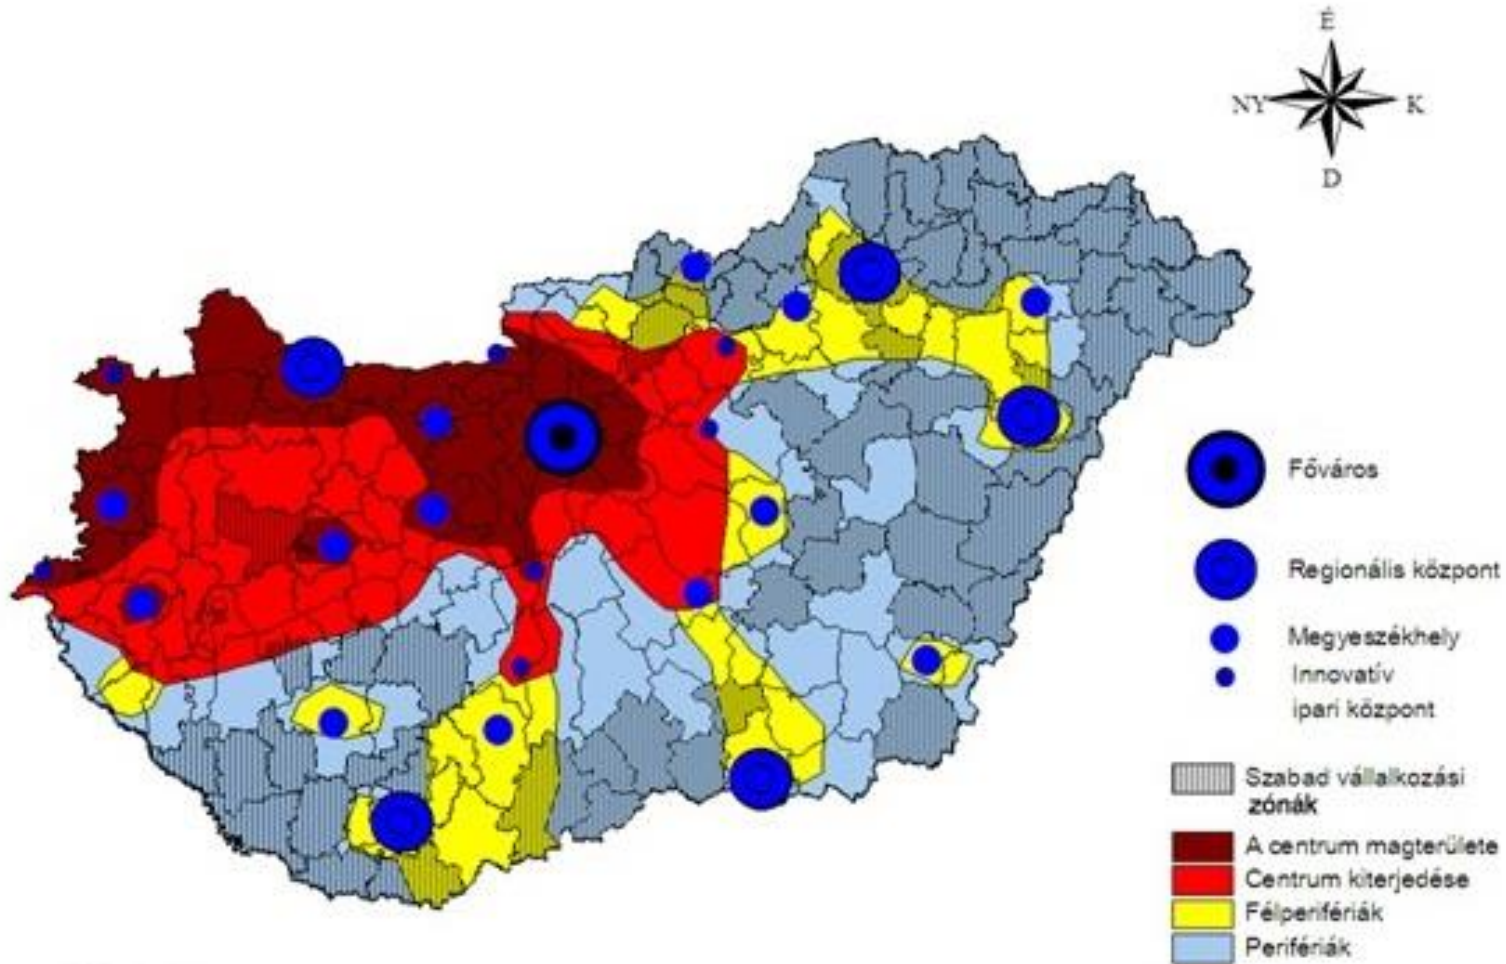 É
NY
K
D
Főváros
Regionális központ
Megyeszékhely
Innovatív
ipari központ
Szabad vállalkozási
zónák
A centrum magterülete
Centrum kiterjedése
Félperifériák
Perifériák